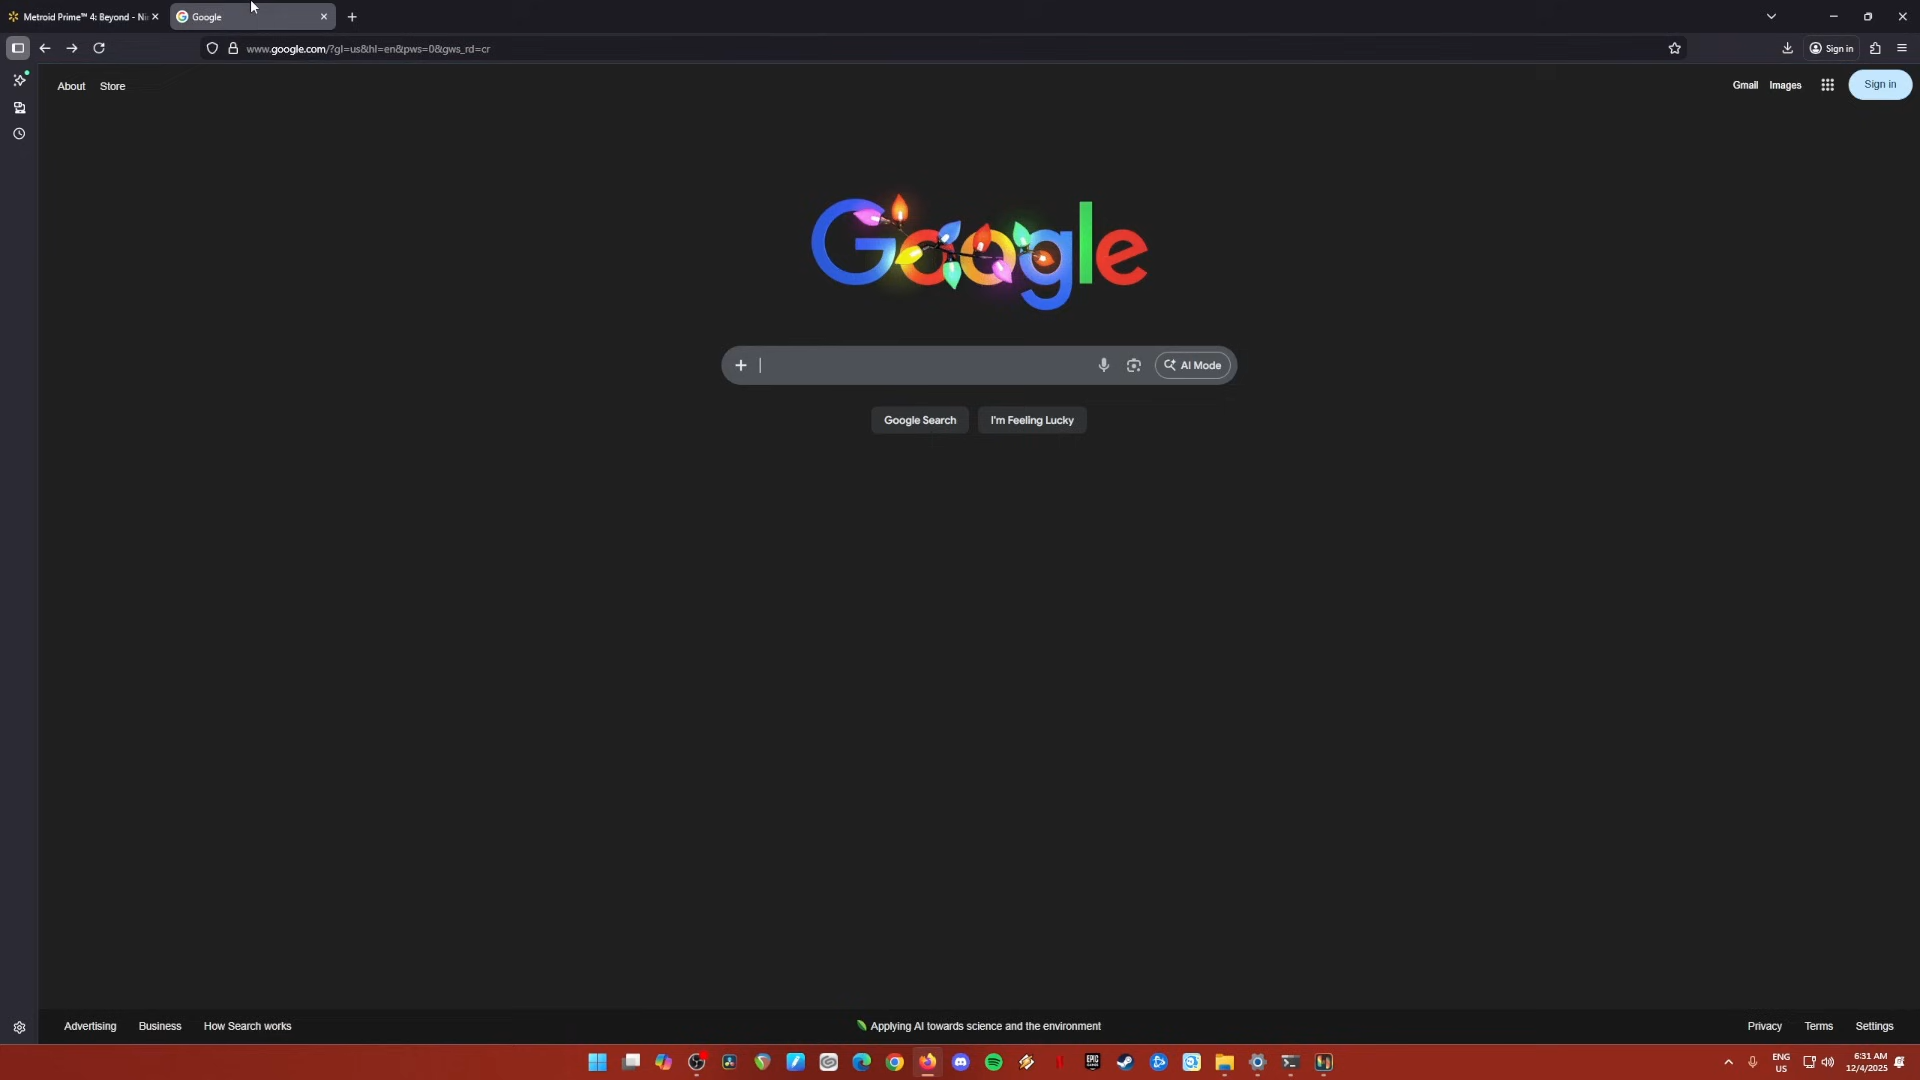 Metroid Prime™ 4: Beyond - Ni
Google
www.google.com/?gl=us&hl=en&pws=0&gws_rd=cr
Sign in
About Store
Gmail Images Sign in
Google
AI Mode
Google Search I'm Feeling Lucky
Advertising Business How Search works
Applying AI towards science and the environment
Privacy Terms Settings
EPIC
GAMES
ENG
US
6:31 AM
12/4/2025